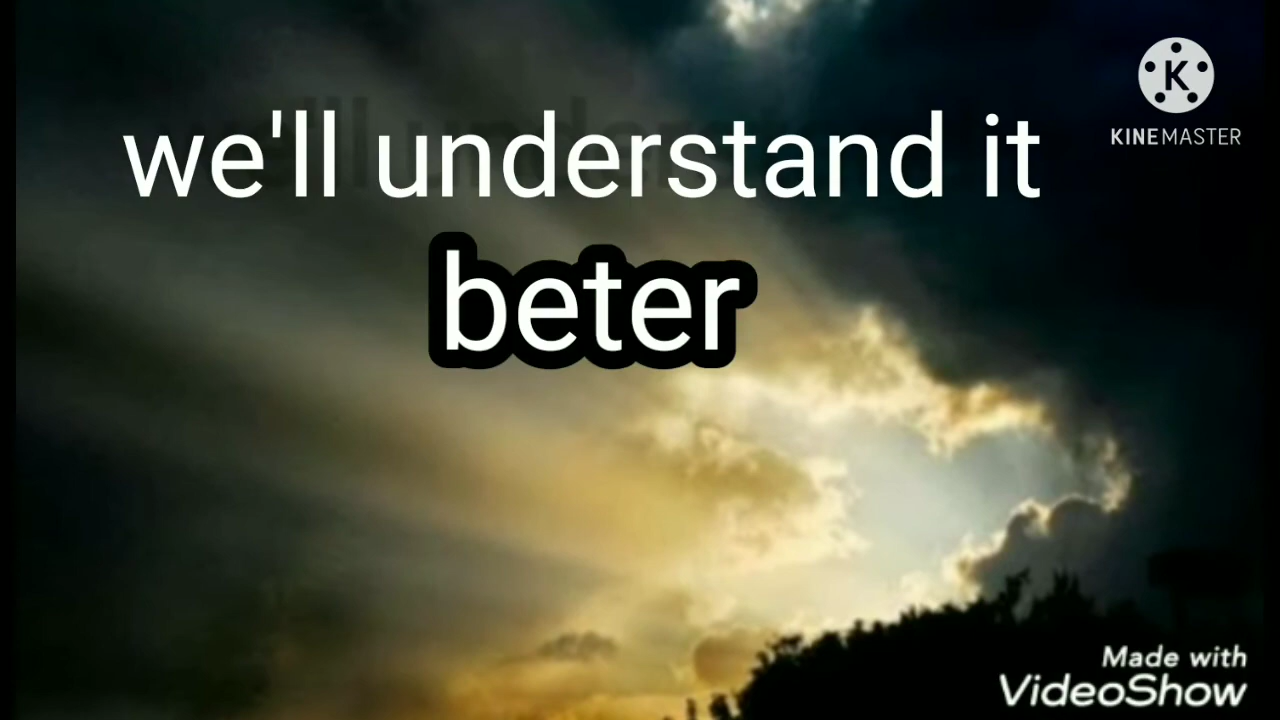 we'll understand it
beter
K
KINEMASTER
Made with
VideoShow